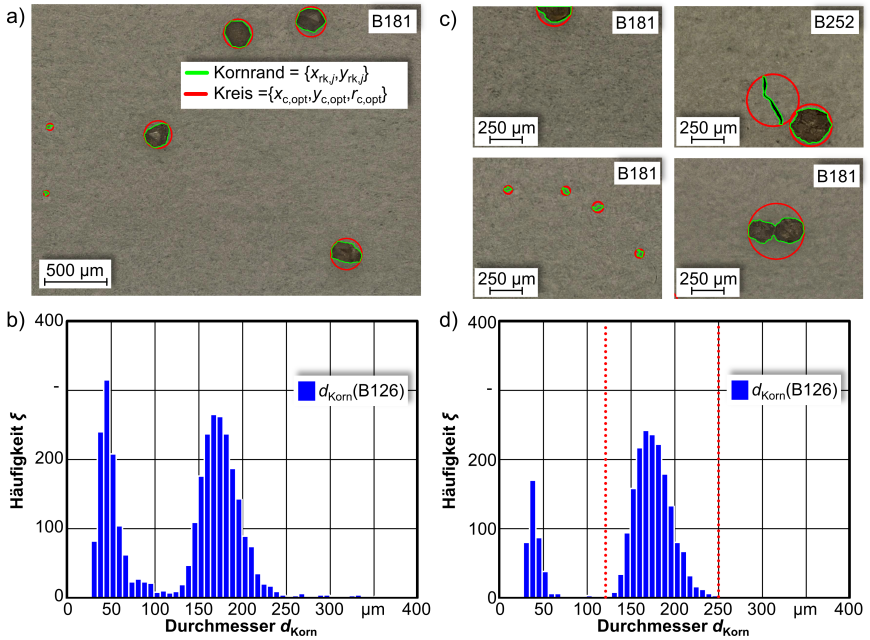 a)
B181
Kornrand = {x_rk,j, y_rk,j}
Kreis ={x_c,opt, y_c,opt, r_c,opt}
500 µm
c)
B181
250 µm
B252
250 µm
B181
250 µm
B181
250 µm
b)
400
-
200
100
0
Häufigkeit ξ
d_Korn(B126)
0 50 100 150 200 250 300 µm 400
Durchmesser d_Korn
d)
400
-
200
100
0
Häufigkeit ξ
d_Korn(B126)
0 50 100 150 200 250 300 µm 400
Durchmesser d_Korn